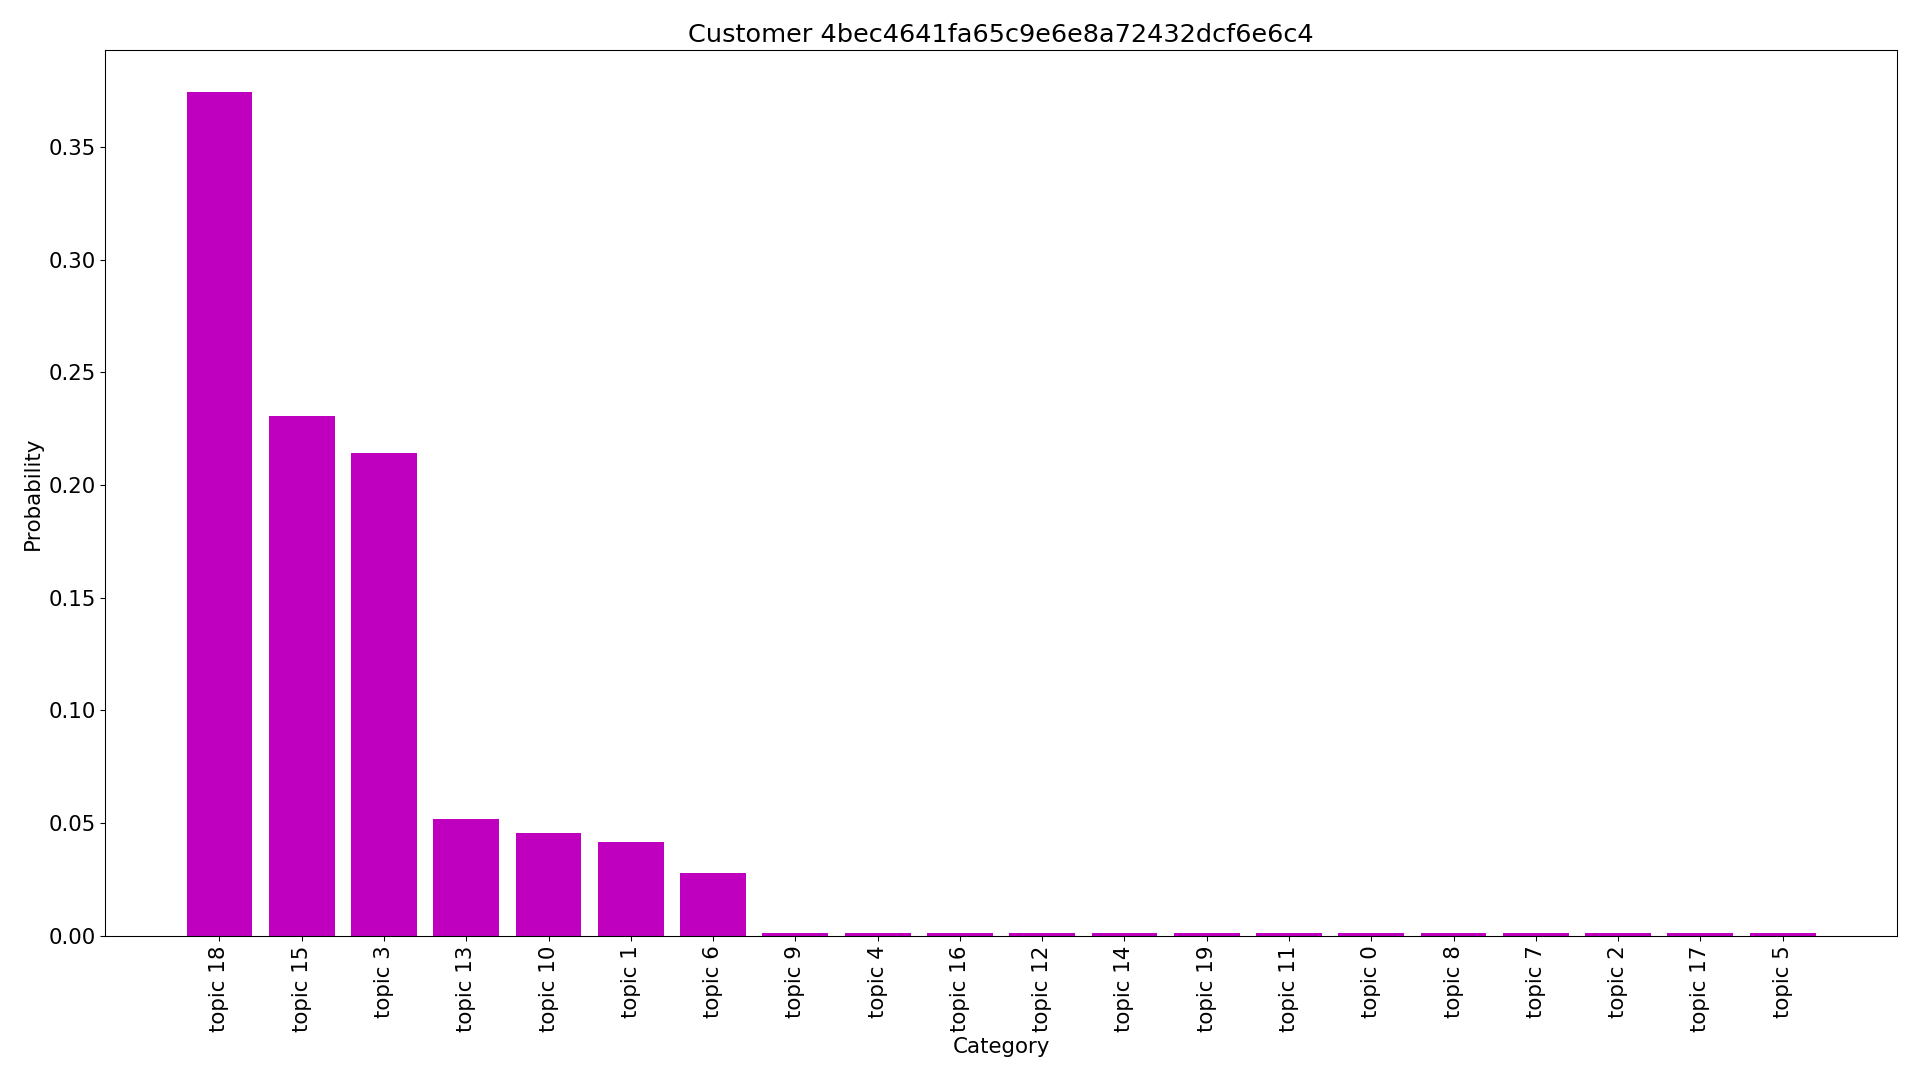 Customer 4bec4641fa65c9e6e8a72432dcf6e6c4
Probability
0.35
0.30
0.25
0.20
0.15
0.10
0.05
0.00
topic 18
topic 15
topic 3
topic 13
topic 10
topic 1
topic 6
topic 9
topic 4
topic 16
topic 12
topic 14
topic 19
topic 11
topic 0
topic 8
topic 7
topic 2
topic 17
topic 5
Category